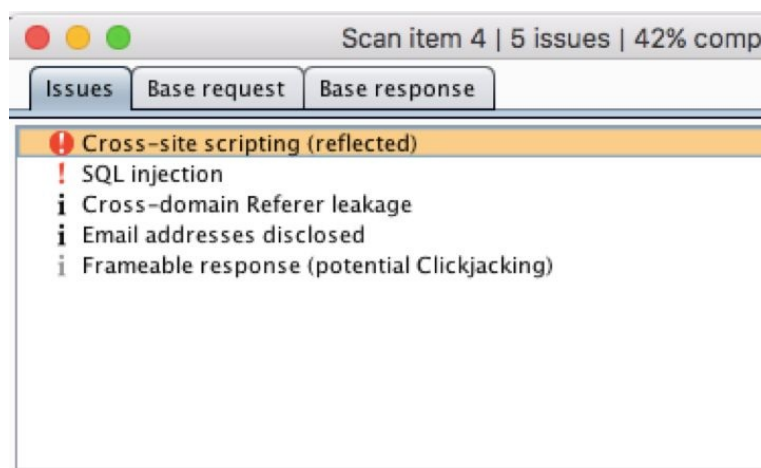 Scan item 4 | 5 issues | 42% comp
Issues Base request Base response
Cross-site scripting (reflected)
SQL injection
Cross-domain Referer leakage
Email addresses disclosed
Frameable response (potential Clickjacking)